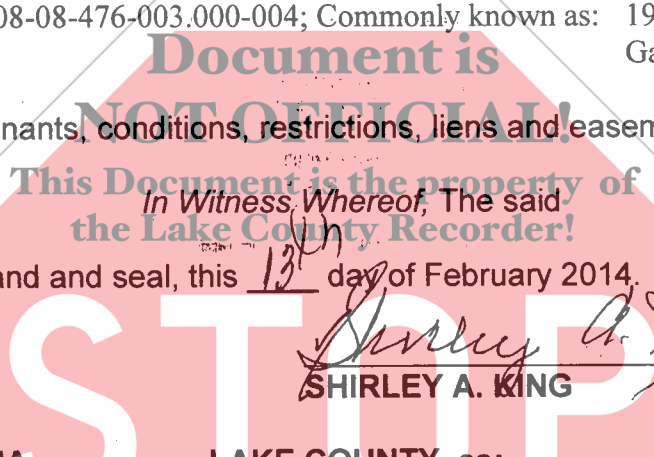 08-08-476-003.000-004; Commonly known as: 19
Ga
Document is
NOT OFFICIAL!
nants, conditions, restrictions, liens and easem
This Document is the property of
In Witness Whereof, The said
the Lake County Recorder!
and and seal, this 13th day of February 2014.
Shirley A.
SHIRLEY A. KING
STOP
LAKE COUNTY, ss: